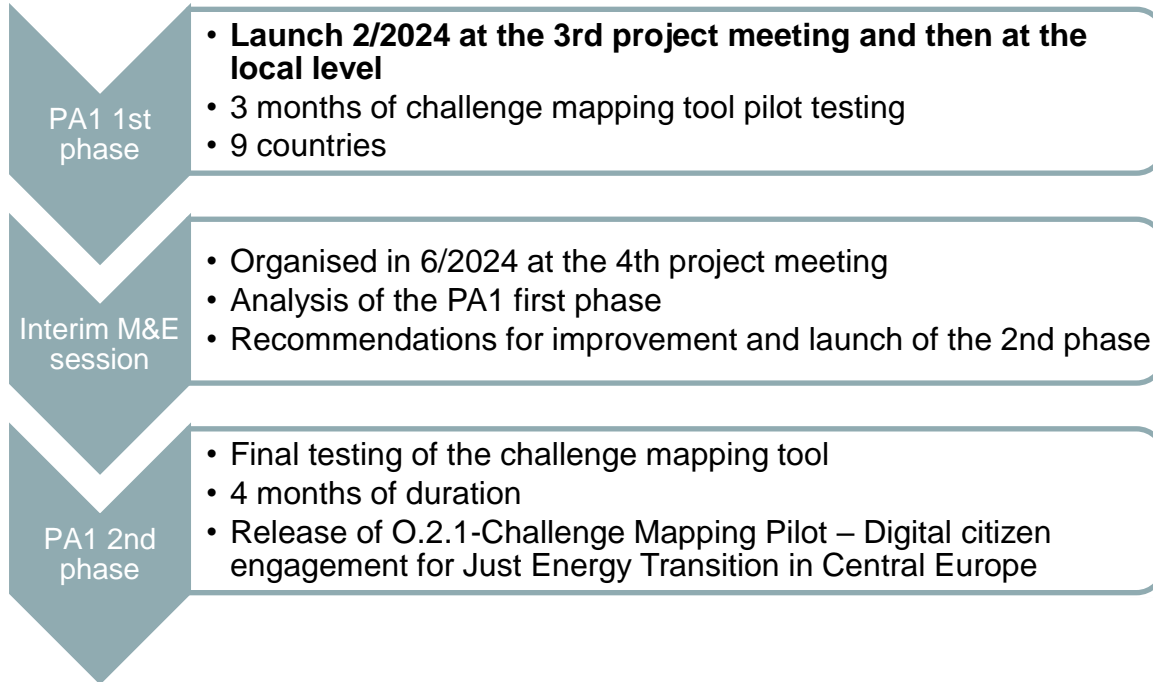 PA1 1st
phase
• Launch 2/2024 at the 3rd project meeting and then at the
local level
• 3 months of challenge mapping tool pilot testing
• 9 countries
Interim M&E
session
• Organised in 6/2024 at the 4th project meeting
• Analysis of the PA1 first phase
• Recommendations for improvement and launch of the 2nd phase
PA1 2nd
phase
• Final testing of the challenge mapping tool
• 4 months of duration
• Release of O.2.1-Challenge Mapping Pilot – Digital citizen
engagement for Just Energy Transition in Central Europe